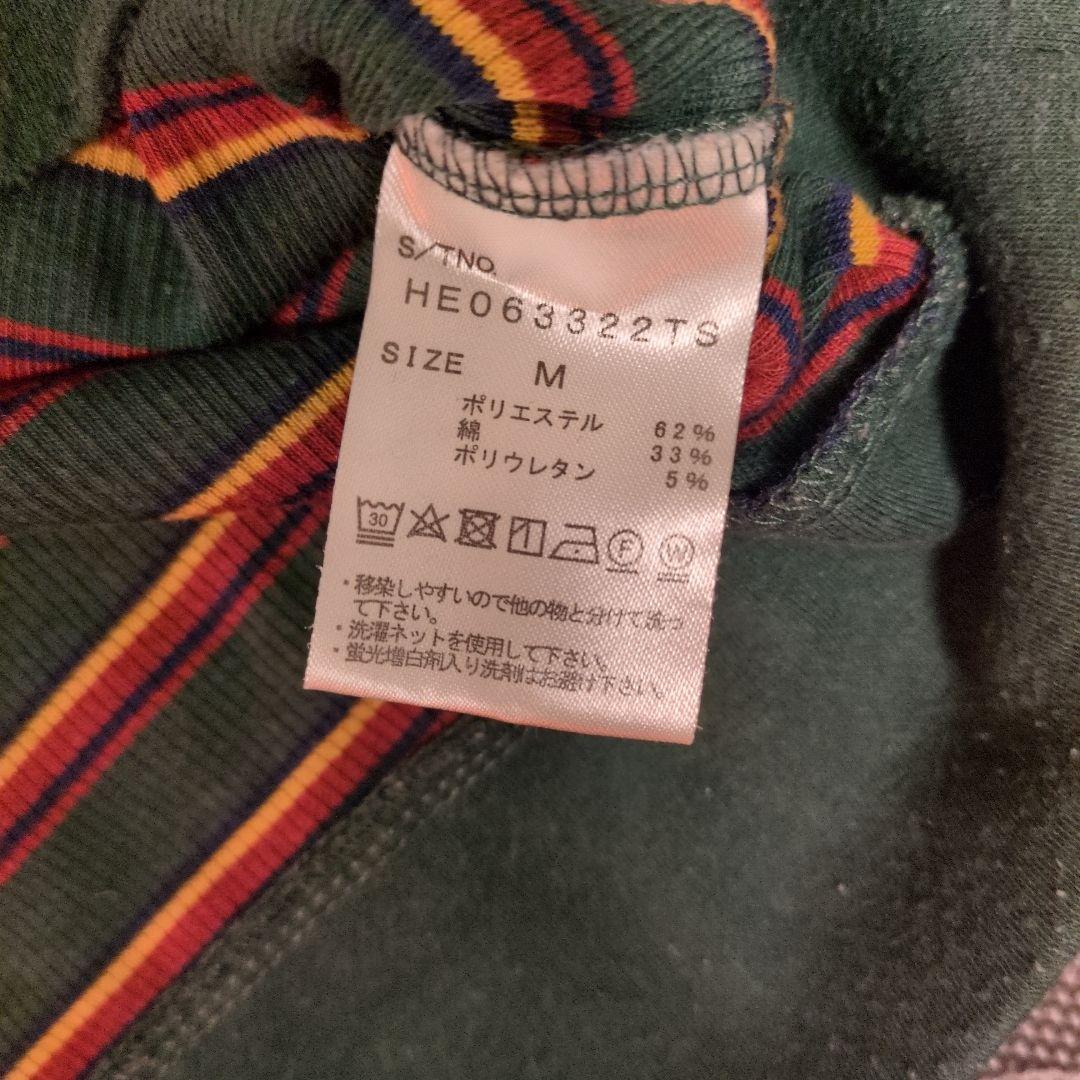 S/TNO.
HE063322TS
SIZE M
ポリエステル 62%
綿 33%
ポリウレタン 5%
30
F
W
・移染しやすいので他の物と分けて洗っ
て下さい。
・洗濯ネットを使用して下さい。
・蛍光増白剤入り洗剤はお避け下さい。